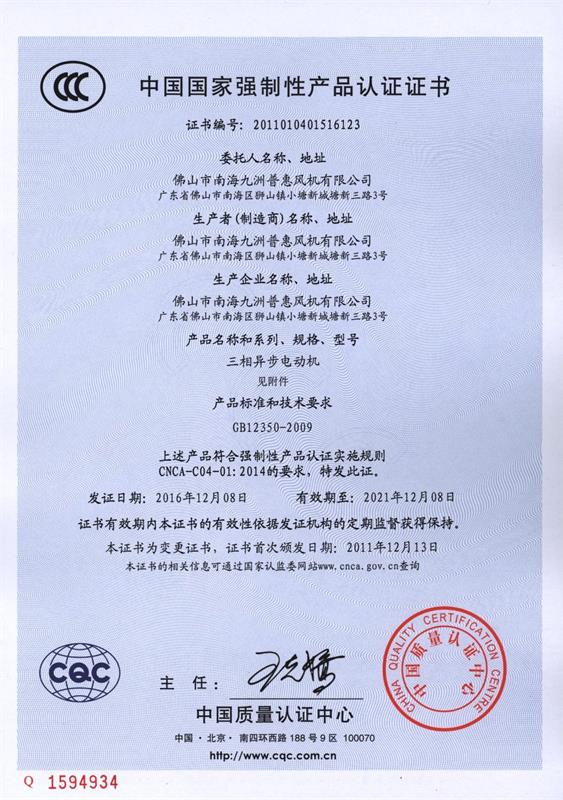 中国国家强制性产品认证证书
证书编号: 2011010401516123
委托人名称、地址
佛山市南海九洲普惠风机有限公司
广东省佛山市南海区狮山镇小塘新城塘新三路3号
生产者(制造商)名称、地址
佛山市南海九洲普惠风机有限公司
广东省佛山市南海区狮山镇小塘新城塘新三路3号
生产企业名称、地址
佛山市南海九洲普惠风机有限公司
广东省佛山市南海区狮山镇小塘新城塘新三路3号
产品名称和系列、规格、型号
三相异步电动机
见附件
产品标准和技术要求
GB12350-2009
上述产品符合强制性产品认证实施规则
CNCA-C04-01:2014的要求, 特发此证。
发证日期: 2016年12月08日 有效期至: 2021年12月08日
证书有效期内本证书的有效性依据发证机构的定期监督获得保持。
本证书为变更证书, 证书首次颁发日期: 2011年12月13日
本证书的相关信息可通过国家认监委网站www.cnca.gov.cn查询
CHINA QUALITY CERTIFICATION CENTRE
中国质量认证中心
CQC
主 任:
中国质量认证中心
中国·北京·南四环西路 188 号 9 区 100070
http://www.cqc.com.cn
Q 1594934